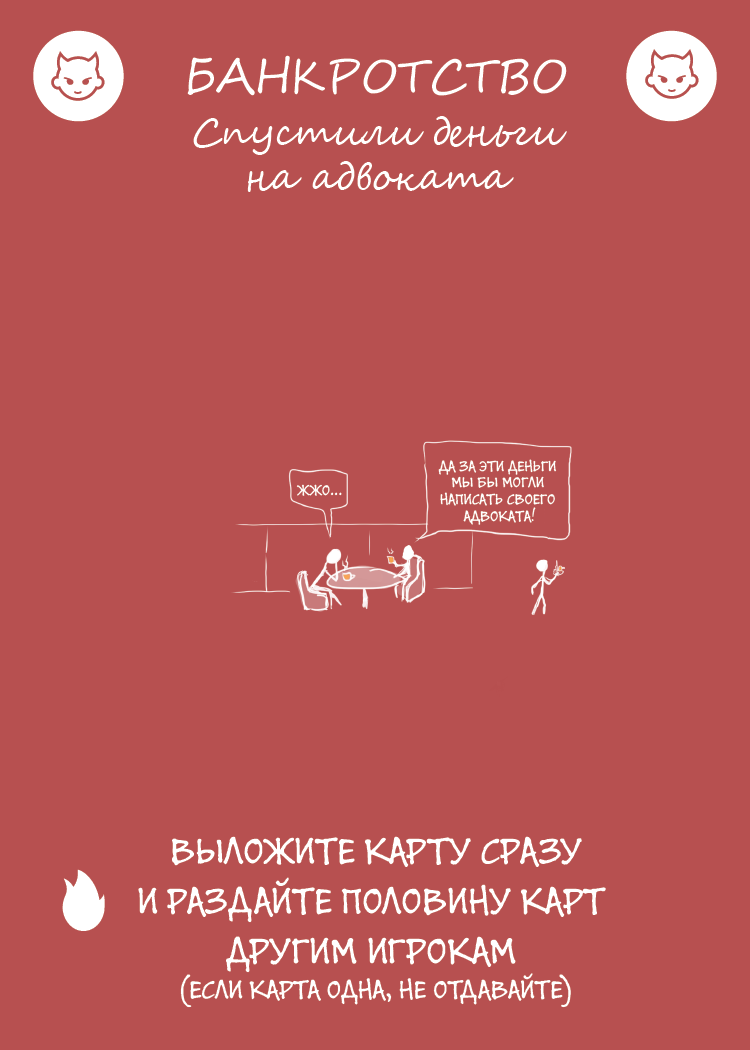 БАНКРОТСТВО
Спустили деньги
на адвоката
ЖЖО...
ДА ЗА ЭТИ ДЕНЬГИ
МЫ БЫ МОГЛИ
НАПИСАТЬ СВОЕГО
АДВОКАТА!
ВЫЛОЖИТЕ КАРТУ СРАЗУ
И РАЗДАЙТЕ ПОЛОВИНУ КАРТ
ДРУГИМ ИГРОКАМ
(ЕСЛИ КАРТА ОДНА, НЕ ОТДАВАЙТЕ)